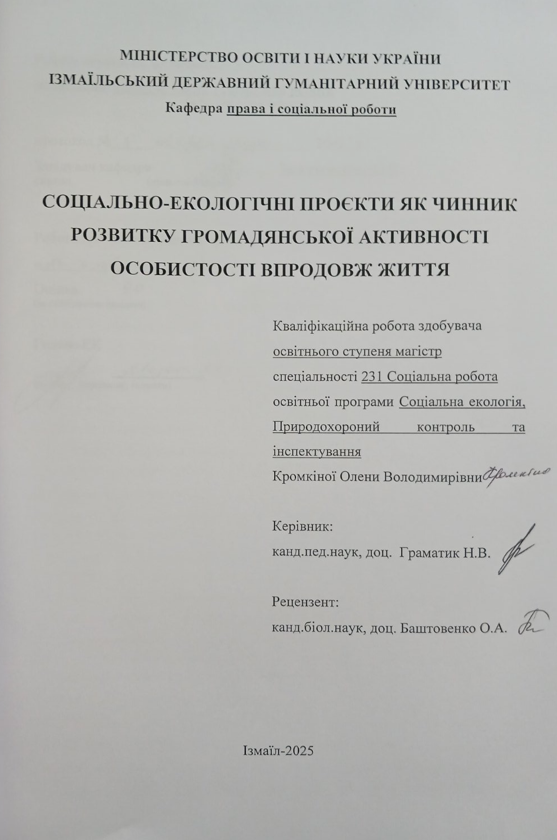 МІНІСТЕРСТВО ОСВІТИ І НАУКИ УКРАЇНИ
ІЗМАЇЛЬСЬКИЙ ДЕРЖАВНИЙ ГУМАНІТАРНИЙ УНІВЕРСИТЕТ
Кафедра права і соціальної роботи
СОЦІАЛЬНО-ЕКОЛОГІЧНІ ПРОЄКТИ ЯК ЧИННИК
РОЗВИТКУ ГРОМАДЯНСЬКОЇ АКТИВНОСТІ
ОСОБИСТОСТІ ВПРОДОВЖ ЖИТТЯ
Кваліфікаційна робота здобувача
освітнього ступеня магістр
спеціальності 231 Соціальна робота
освітньої програми Соціальна екологія,
Природохороний контроль та
інспектування
Кромкіної Олени Володимирівни
Керівник:
канд.пед.наук, доц. Граматик Н.В.
Рецензент:
канд.біол.наук, доц. Баштовенко О.А.
Ізмаїл-2025